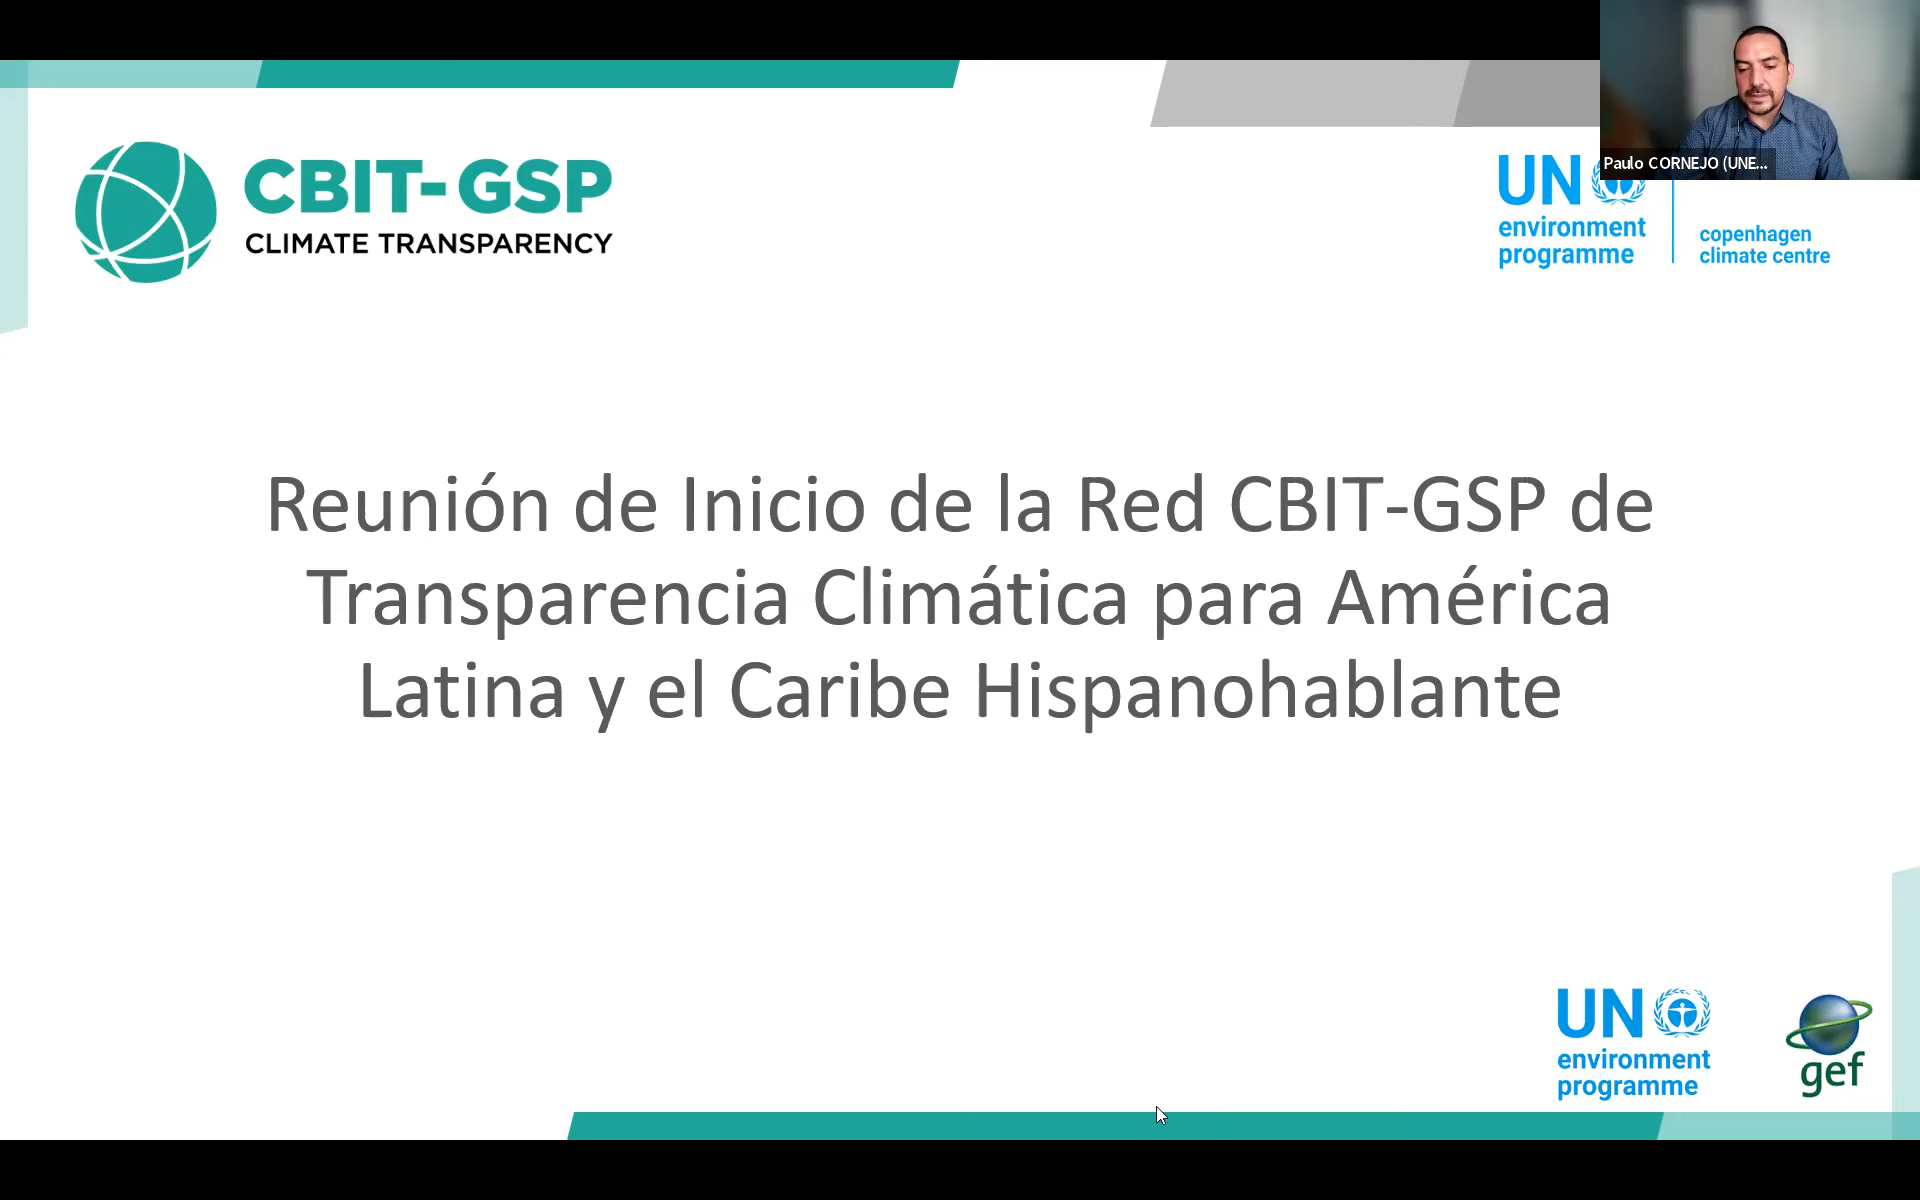 Paulo CORNEJO (UNE...
CBIT-GSP
CLIMATE TRANSPARENCY
UN
environment
programme
copenhagen
climate centre
Reunión de Inicio de la Red CBIT-GSP de
Transparencia Climática para América
Latina y el Caribe Hispanohablante
UN
environment
programme
gef